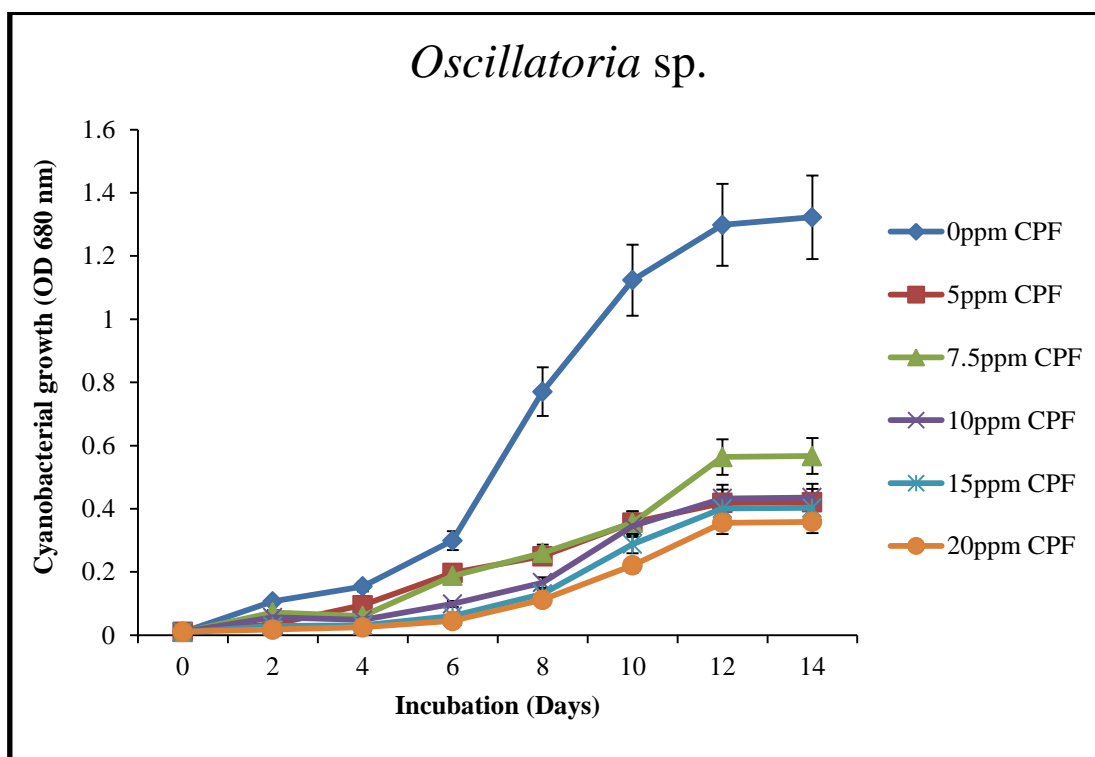 Oscillatoria sp.
Cyanobacterial growth (OD 680 nm)
1.6
1.4
1.2
1
0.8
0.6
0.4
0.2
0
0 2 4 6 8 10 12 14
Incubation (Days)
0ppm CPF
5ppm CPF
7.5ppm CPF
10ppm CPF
15ppm CPF
20ppm CPF